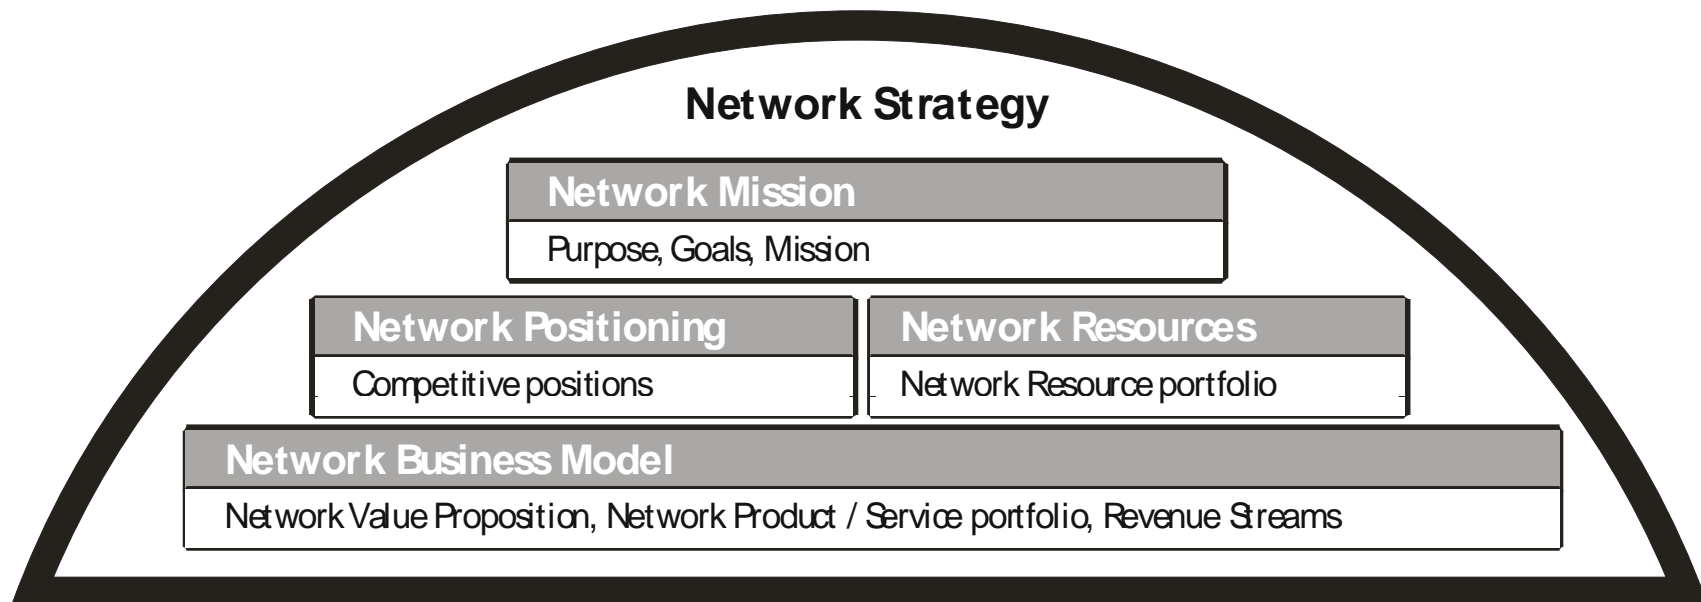 Network Strategy
Network Mission
Purpose, Goals, Mission
Network Positioning
Competitive positions
Network Resources
Network Resource portfolio
Network Business Model
Network Value Proposition, Network Product / Service portfolio, Revenue Streams